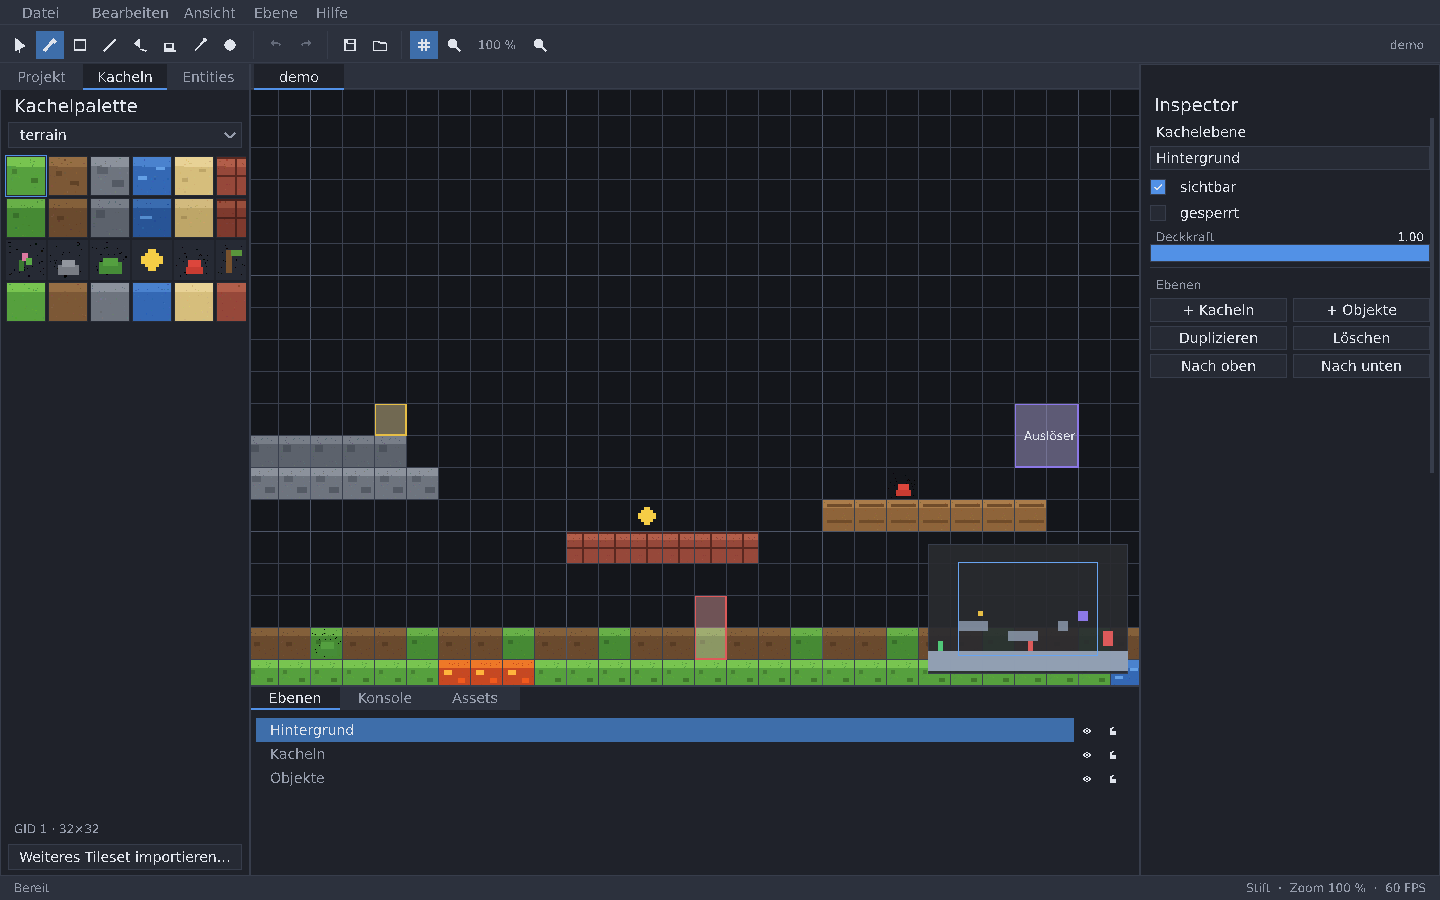 Datei Bearbeiten Ansicht Ebene Hilfe
100 % demo
Projekt Kacheln Entities demo
Kachelpalette
terrain
Auslöser
Inspector
Kachelebene
Hintergrund
sichtbar
gesperrt
Deckkraft 1.00
Ebenen
+ Kacheln + Objekte
Duplizieren Löschen
Nach oben Nach unten
Ebenen Konsole Assets
Hintergrund
Kacheln
Objekte
GID 1 · 32×32
Weiteres Tileset importieren...
Bereit Stift · Zoom 100 % · 60 FPS